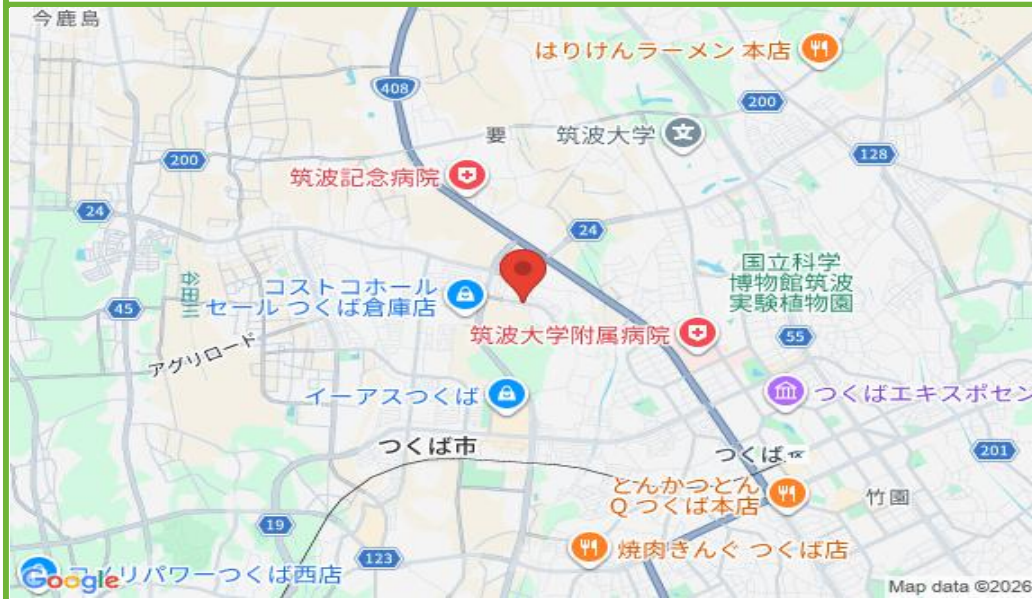 今鹿島
はりけんラーメン 本店
408
200
要
筑波大学
128
200
筑波記念病院
24
24
国立科学
博物館筑波
実験植物園
谷田川
コストコホール
セール つくば倉庫店
45
筑波大学附属病院
55
アグリロード
イーアスつくば
つくばエキスポセン
つくば市
つくば
201
とんかつとん
Q つくば本店
竹園
19
123
焼肉きんぐ つくば店
リパワーつくば西店
Google
Map data ©2026